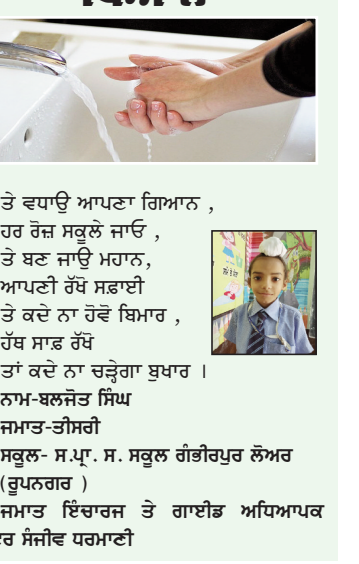 ਤੇ ਵਧਾਉ ਆਪਣਾ ਗਿਆਨ ,
ਹਰ ਰੋਜ਼ ਸਕੂਲੇ ਜਾਓ ,
ਤੇ ਬਣ ਜਾਉ ਮਹਾਨ,
ਆਪਣੀ ਰੱਖੋ ਸਫ਼ਾਈ
ਤੇ ਕਦੇ ਨਾ ਹੋਵੋ ਬਿਮਾਰ ,
ਹੱਥ ਸਾਫ਼ ਰੱਖੋ
ਤਾਂ ਕਦੇ ਨਾ ਚੜ੍ਹੇਗਾ ਬੁਖਾਰ ।
ਨਾਮ-ਬਲਜੋਤ ਸਿੰਘ
ਜਮਾਤ-ਤੀਸਰੀ
ਸਕੂਲ- ਸ.ਪ੍ਰਾ. ਸ. ਸਕੂਲ ਗੰਭੀਰਪੁਰ ਲੋਅਰ
(ਰੂਪਨਗਰ )
ਜਮਾਤ ਇੰਚਾਰਜ ਤੇ ਗਾਈਡ ਅਧਿਆਪਕ
ਸੰਜੀਵ ਧਰਮਾਣੀ